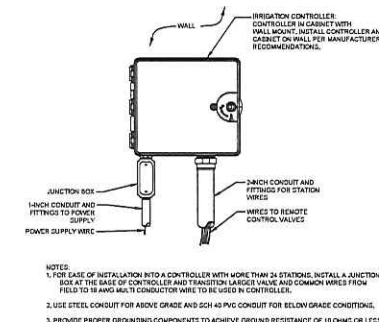 WALL
IRRIGATION CONTROLLER:
CONTROLLER IN CABINET WITH
WALL MOUNT. INSTALL CONTROLLER AN
CABINET ON WALL PER MANUFACTURER
RECOMMENDATIONS.
JUNCTION BOX
1-INCH CONDUIT AND
FITTINGS TO POWER
SUPPLY
POWER SUPPLY WIRE
2-INCH CONDUIT AND
FITTINGS FOR STATION
WIRES
WIRES TO REMOTE
CONTROL VALVES
NOTES:
1. FOR EASE OF INSTALLATION INTO A CONTROLLER WITH MORE THAN 24 STATIONS, INSTALL A JUNCTION
BOX AT THE BASE OF CONTROLLER AND TRANSITION LARGER VALVE AND COMMON WIRES FROM
FIELD TO 18 AWG MULTI CONDUCTOR WIRE TO BE USED IN CONTROLLER.
2. USE STEEL CONDUIT FOR ABOVE GRADE AND SCH 40 PVC CONDUIT FOR BELOW GRADE CONDITIONS.
3. PROVIDE PROPER GROUNDING COMPONENTS TO ACHIEVE GROUND RESISTANCE OF 10 OHMS OR LESS